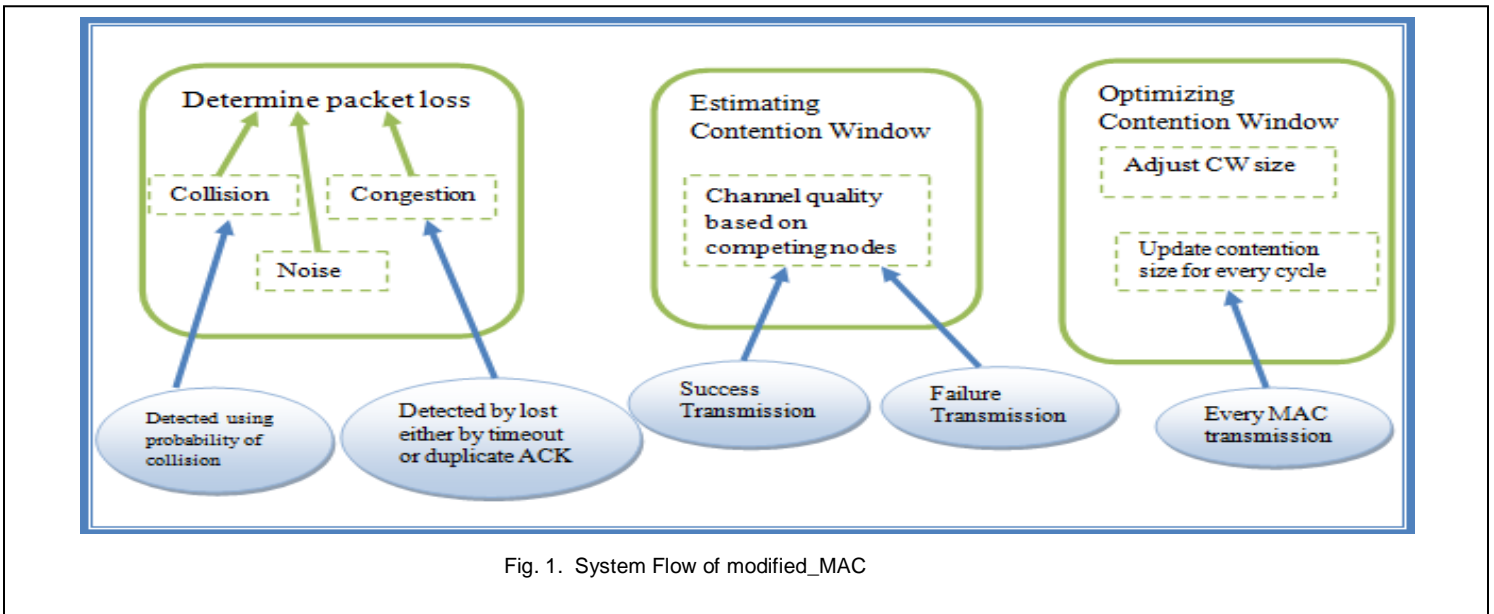 Determine packet loss
Collision
Congestion
Noise
Detected using
probability of
collision
Detected by lost
either by timeout
or duplicate ACK
Estimating
Contention Window
Channel quality
based on
competing nodes
Success
Transmission
Failure
Transmission
Optimizing
Contention Window
Adjust CW size
Update contention
size for every cycle
Every MAC
transmission
Fig. 1. System Flow of modified_MAC